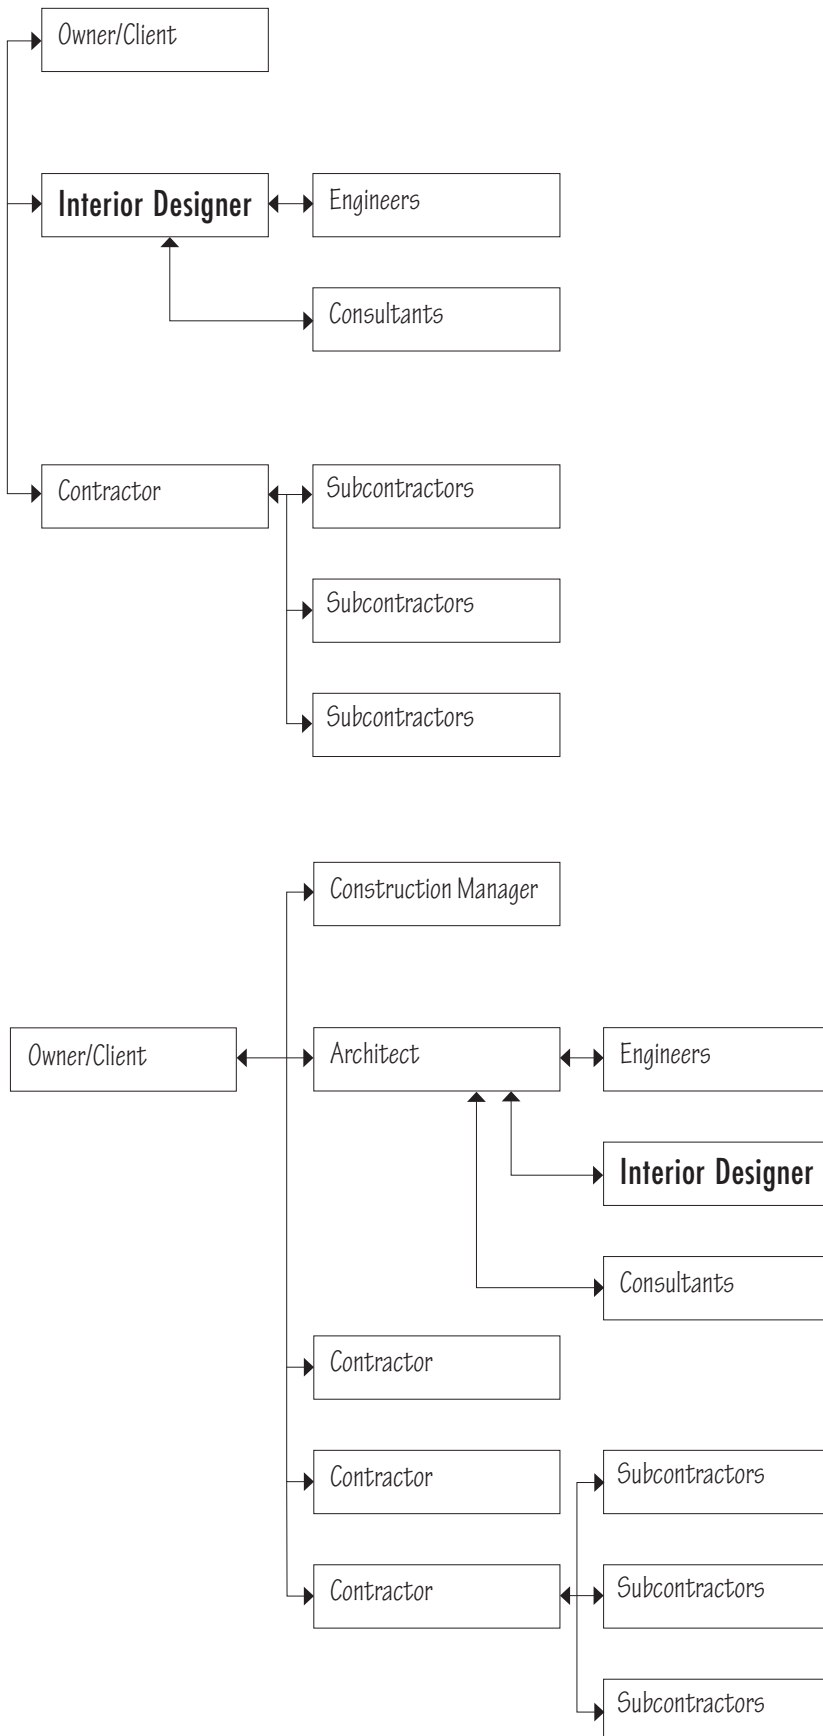 Owner/Client
Interior Designer
Engineers
Consultants
Contractor
Subcontractors
Subcontractors
Subcontractors
Construction Manager
Owner/Client
Architect
Engineers
Interior Designer
Consultants
Contractor
Contractor
Subcontractors
Contractor
Subcontractors
Subcontractors